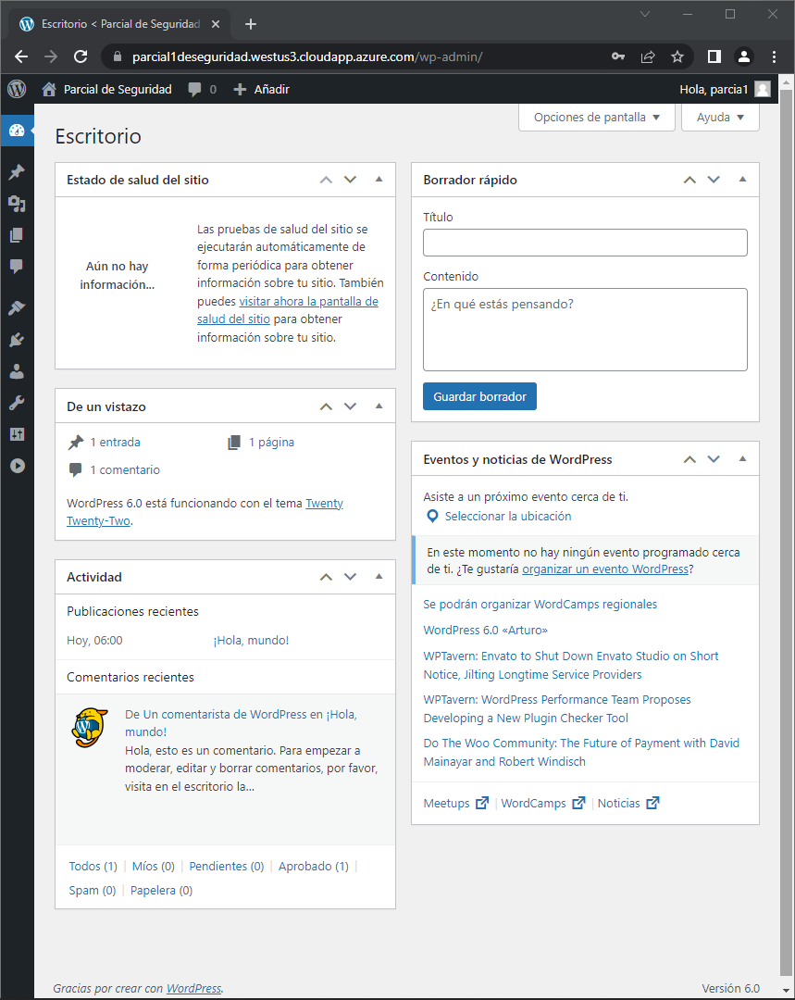 Escritorio < Parcial de Seguridad
parcial1deseguridad.westus3.cloudapp.azure.com/wp-admin/
Parcial de Seguridad 0 Añadir Hola, parcia1
Opciones de pantalla Ayuda
Escritorio
Estado de salud del sitio
Aún no hay
información...
Las pruebas de salud del sitio se
ejecutarán automáticamente de
forma periódica para obtener
información sobre tu sitio. También
puedes visitar ahora la pantalla de
salud del sitio para obtener
información sobre tu sitio.
De un vistazo
1 entrada 1 página
1 comentario
WordPress 6.0 está funcionando con el tema Twenty
Twenty-Two.
Actividad
Publicaciones recientes
Hoy, 06:00 ¡Hola, mundo!
Comentarios recientes
De Un comentarista de WordPress en ¡Hola,
mundo!
Hola, esto es un comentario. Para empezar a
moderar, editar y borrar comentarios, por favor,
visita en el escritorio la...
Todos (1) | Míos (0) | Pendientes (0) | Aprobado (1) |
Spam (0) | Papelera (0)
Borrador rápido
Título
Contenido
¿En qué estás pensando?
Guardar borrador
Eventos y noticias de WordPress
Asiste a un próximo evento cerca de ti.
Seleccionar la ubicación
En este momento no hay ningún evento programado cerca
de ti. ¿Te gustaría organizar un evento WordPress?
Se podrán organizar WordCamps regionales
WordPress 6.0 «Arturo»
WPTavern: Envato to Shut Down Envato Studio on Short
Notice, Jilting Longtime Service Providers
WPTavern: WordPress Performance Team Proposes
Developing a New Plugin Checker Tool
Do The Woo Community: The Future of Payment with David
Mainayar and Robert Windisch
Meetups | WordCamps | Noticias
Gracias por crear con WordPress. Versión 6.0